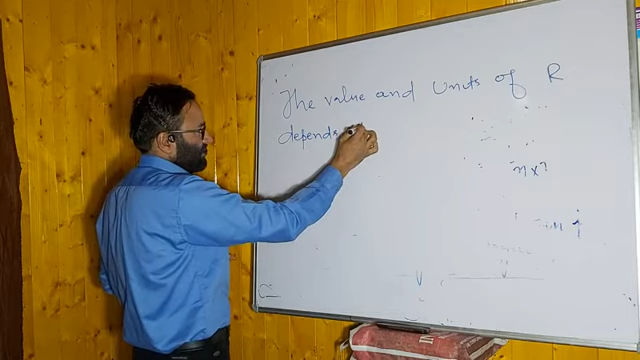 The value and Units of R
depends